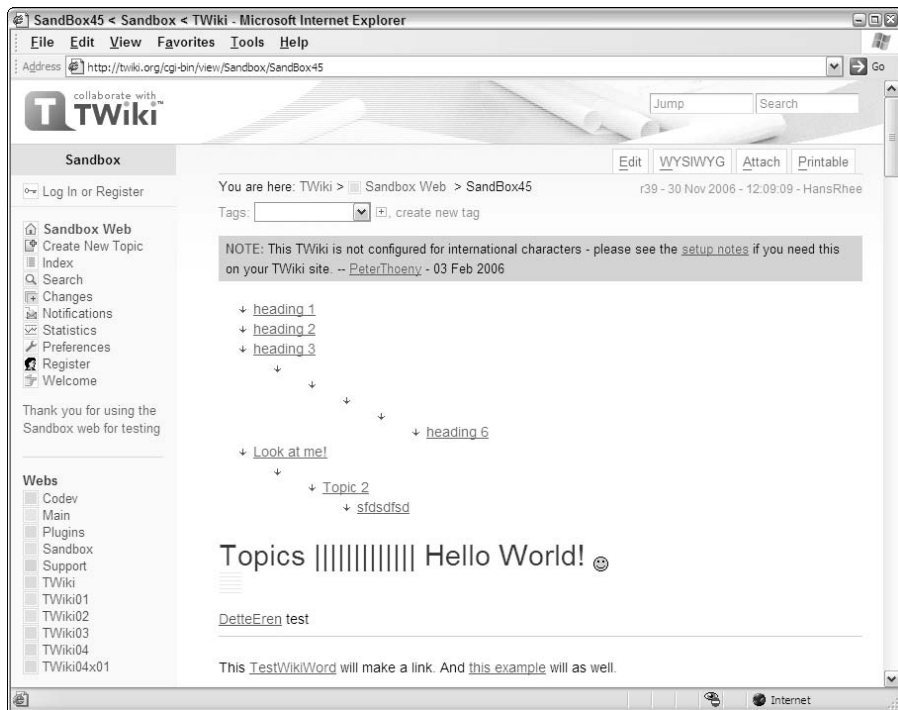 SandBox45 < Sandbox < TWiki - Microsoft Internet Explorer
File Edit View Favorites Tools Help
Address http://twiki.org/cgi-bin/view/Sandbox/SandBox45 Go
collaborate with
TWiki™
Jump Search
Sandbox
Edit WYSIWYG Attach Printable
Log In or Register
You are here: TWiki > Sandbox Web > SandBox45
r39 - 30 Nov 2006 - 12:09:09 - HansRhee
Tags: , create new tag
Sandbox Web
Create New Topic
Index
Search
Changes
Notifications
Statistics
Preferences
Register
Welcome
Thank you for using the
Sandbox web for testing
Webs
Codev
Main
Plugins
Sandbox
Support
TWiki
TWiki01
TWiki02
TWiki03
TWiki04
TWiki04x01
NOTE: This TWiki is not configured for international characters - please see the setup notes if you need this
on your TWiki site. -- PeterThoeny - 03 Feb 2006
↓ heading 1
↓ heading 2
↓ heading 3
↓
↓
↓
↓
↓ heading 6
↓ Look at me!
↓
↓ Topic 2
↓ sfdsdfsd
Topics ||||||||||||| Hello World!
DetteEren test
This TestWikiWord will make a link. And this example will as well.
Internet